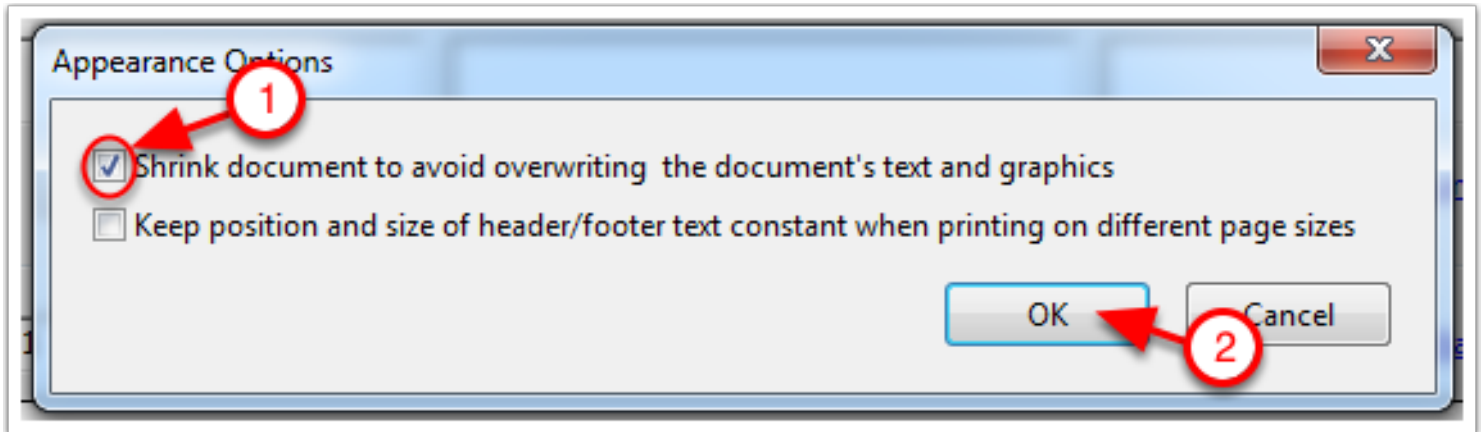 Appearance Options
1
Shrink document to avoid overwriting  the document's text and graphics
Keep position and size of header/footer text constant when printing on different page sizes
OK
Cancel
2